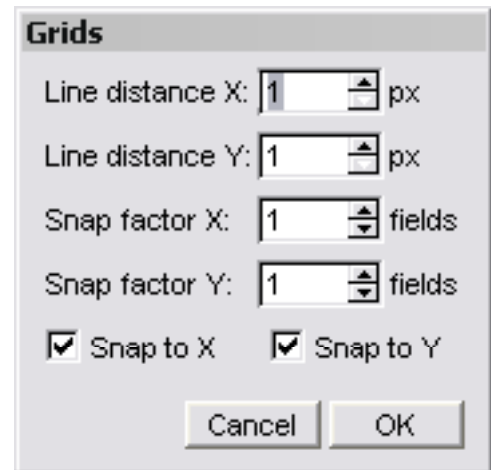 Grids
Line distance X: 1 px
Line distance Y: 1 px
Snap factor X: 1 fields
Snap factor Y: 1 fields
Snap to X Snap to Y
Cancel OK